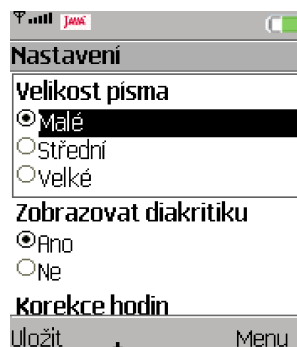 JAVA
Nastavení
Velikost písma
Malé
Střední
Velké
Zobrazovat diakritiku
Ano
Ne
Korekce hodin
Uložit
Menu